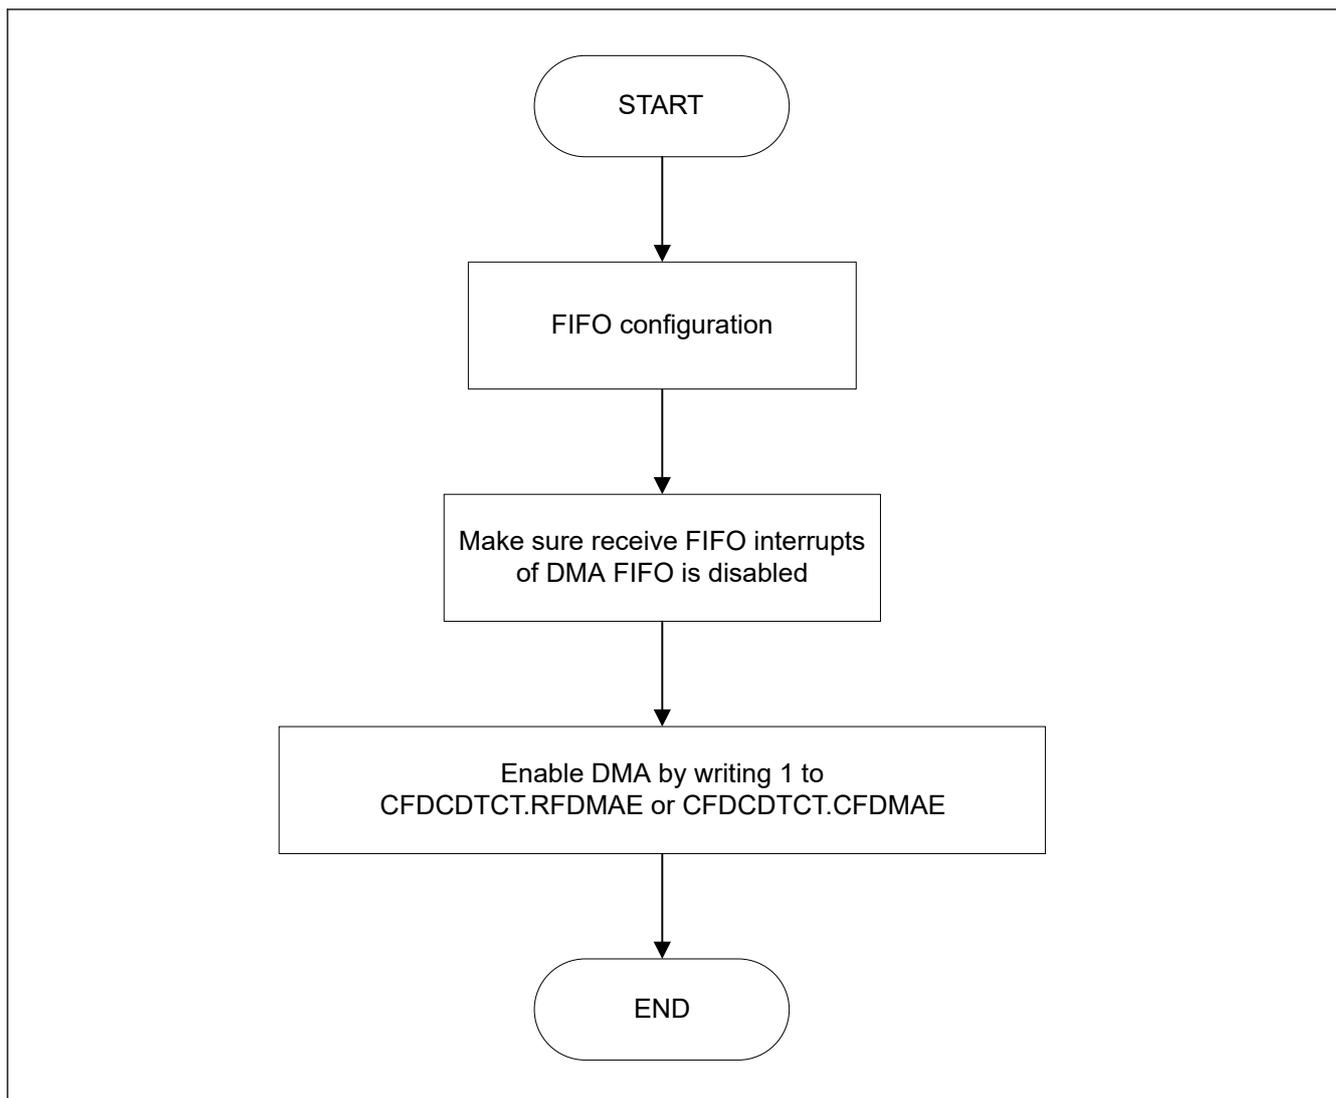 START
FIFO configuration
Make sure receive FIFO interrupts
of DMA FIFO is disabled
Enable DMA by writing 1 to
CFDCDTCT.RFDMAE or CFDCDTCT.CFDMAE
END